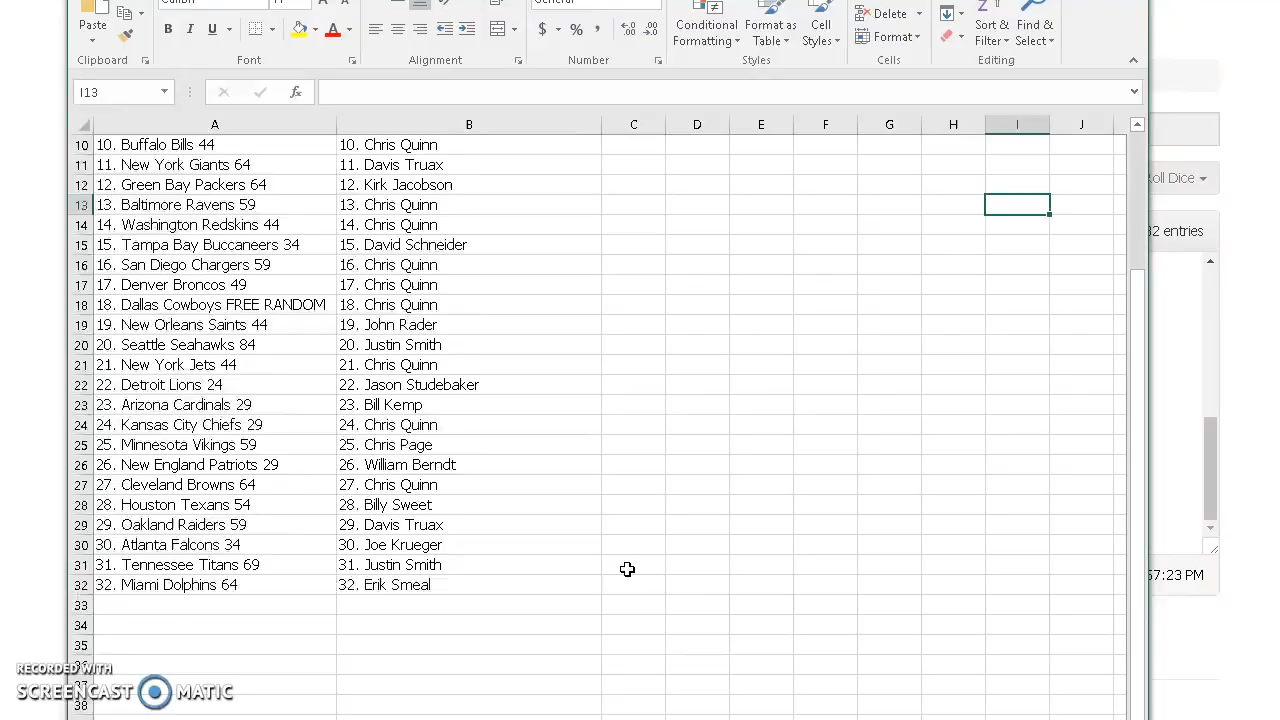 Calibri
11
General
Paste
Clipboard
B I U
Font
Alignment
$ % ,
Number
Conditional Formatting
Format as Table
Cell Styles
Styles
Delete
Format
Cells
Sort & Filter
Find & Select
Editing
I13
fx
A B C D E F G H I J
10 10. Buffalo Bills 44 10. Chris Quinn
11 11. New York Giants 64 11. Davis Truax
12 12. Green Bay Packers 64 12. Kirk Jacobson
13 13. Baltimore Ravens 59 13. Chris Quinn
14 14. Washington Redskins 44 14. Chris Quinn
15 15. Tampa Bay Buccaneers 34 15. David Schneider
16 16. San Diego Chargers 59 16. Chris Quinn
17 17. Denver Broncos 49 17. Chris Quinn
18 18. Dallas Cowboys FREE RANDOM 18. Chris Quinn
19 19. New Orleans Saints 44 19. John Rader
20 20. Seattle Seahawks 84 20. Justin Smith
21 21. New York Jets 44 21. Chris Quinn
22 22. Detroit Lions 24 22. Jason Studebaker
23 23. Arizona Cardinals 29 23. Bill Kemp
24 24. Kansas City Chiefs 29 24. Chris Quinn
25 25. Minnesota Vikings 59 25. Chris Page
26 26. New England Patriots 29 26. William Berndt
27 27. Cleveland Browns 64 27. Chris Quinn
28 28. Houston Texans 54 28. Billy Sweet
29 29. Oakland Raiders 59 29. Davis Truax
30 30. Atlanta Falcons 34 30. Joe Krueger
31 31. Tennessee Titans 69 31. Justin Smith
32 32. Miami Dolphins 64 32. Erik Smeal
33
34
35
38
oll Dice
32 entries
57:23 PM
RECORDED WITH
SCREENCAST MATIC